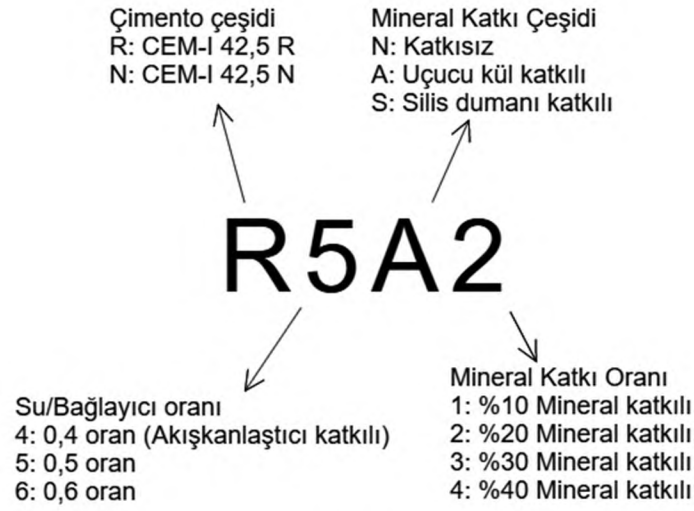 Çimento çeşidi
R: CEM-I 42,5 R
N: CEM-I 42,5 N
Mineral Katkı Çeşidi
N: Katkısız
A: Uçucu kül katkılı
S: Silis dumanı katkılı
R5A2
Su/Bağlayıcı oranı
4: 0,4 oran (Akışkanlaştıcı katkılı)
5: 0,5 oran
6: 0,6 oran
Mineral Katkı Oranı
1: %10 Mineral katkılı
2: %20 Mineral katkılı
3: %30 Mineral katkılı
4: %40 Mineral katkılı